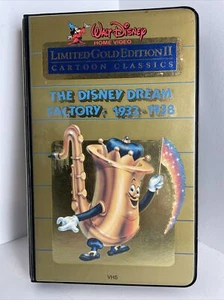 Walt Disney
HOME VIDEO
LIMITED GOLD EDITION II
CARTOON CLASSICS
THE DISNEY DREAM
FACTORY: 1933-1938
VHS